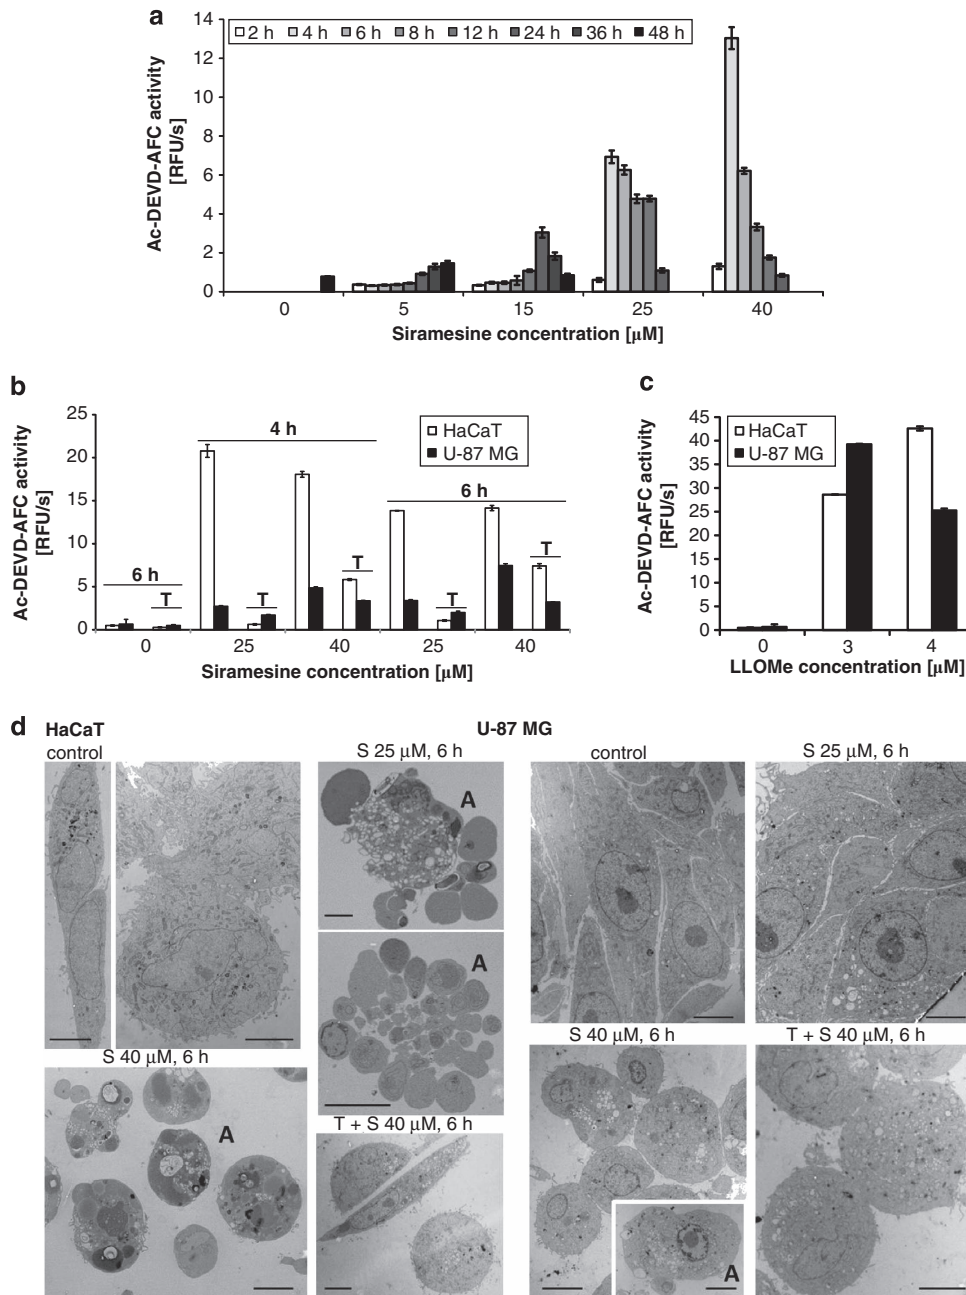 a
Ac-DEVD-AFC activity
[RFU/s]
14
12
10
8
6
4
2
0
2 h 4 h 6 h 8 h 12 h 24 h 36 h 48 h
0 5 15 25 40
Siramesine concentration [µM]
b
Ac-DEVD-AFC activity
[RFU/s]
25
20
15
10
5
0
HaCaT
U-87 MG
4 h
6 h
6 h
T
T
T
T
T
0 25 40 25 40
Siramesine concentration [µM]
c
Ac-DEVD-AFC activity
[RFU/s]
45
40
35
30
25
20
15
10
5
0
HaCaT
U-87 MG
0 3 4
LLOMe concentration [µM]
d
HaCaT
U-87 MG
control
S 25 µM, 6 h
control
S 25 µM, 6 h
A
A
S 40 µM, 6 h
A
T + S 40 µM, 6 h
S 40 µM, 6 h
A
T + S 40 µM, 6 h